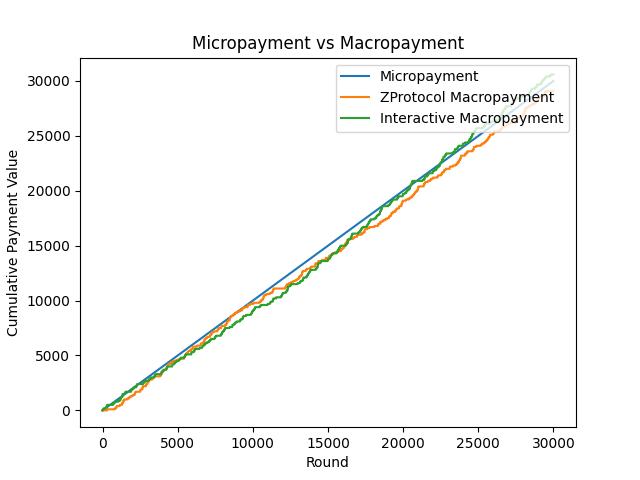 Micropayment vs Macropayment
Micropayment
ZProtocol Macropayment
Interactive Macropayment
Cumulative Payment Value
30000
25000
20000
15000
10000
5000
0
0 5000 10000 15000 20000 25000 30000
Round